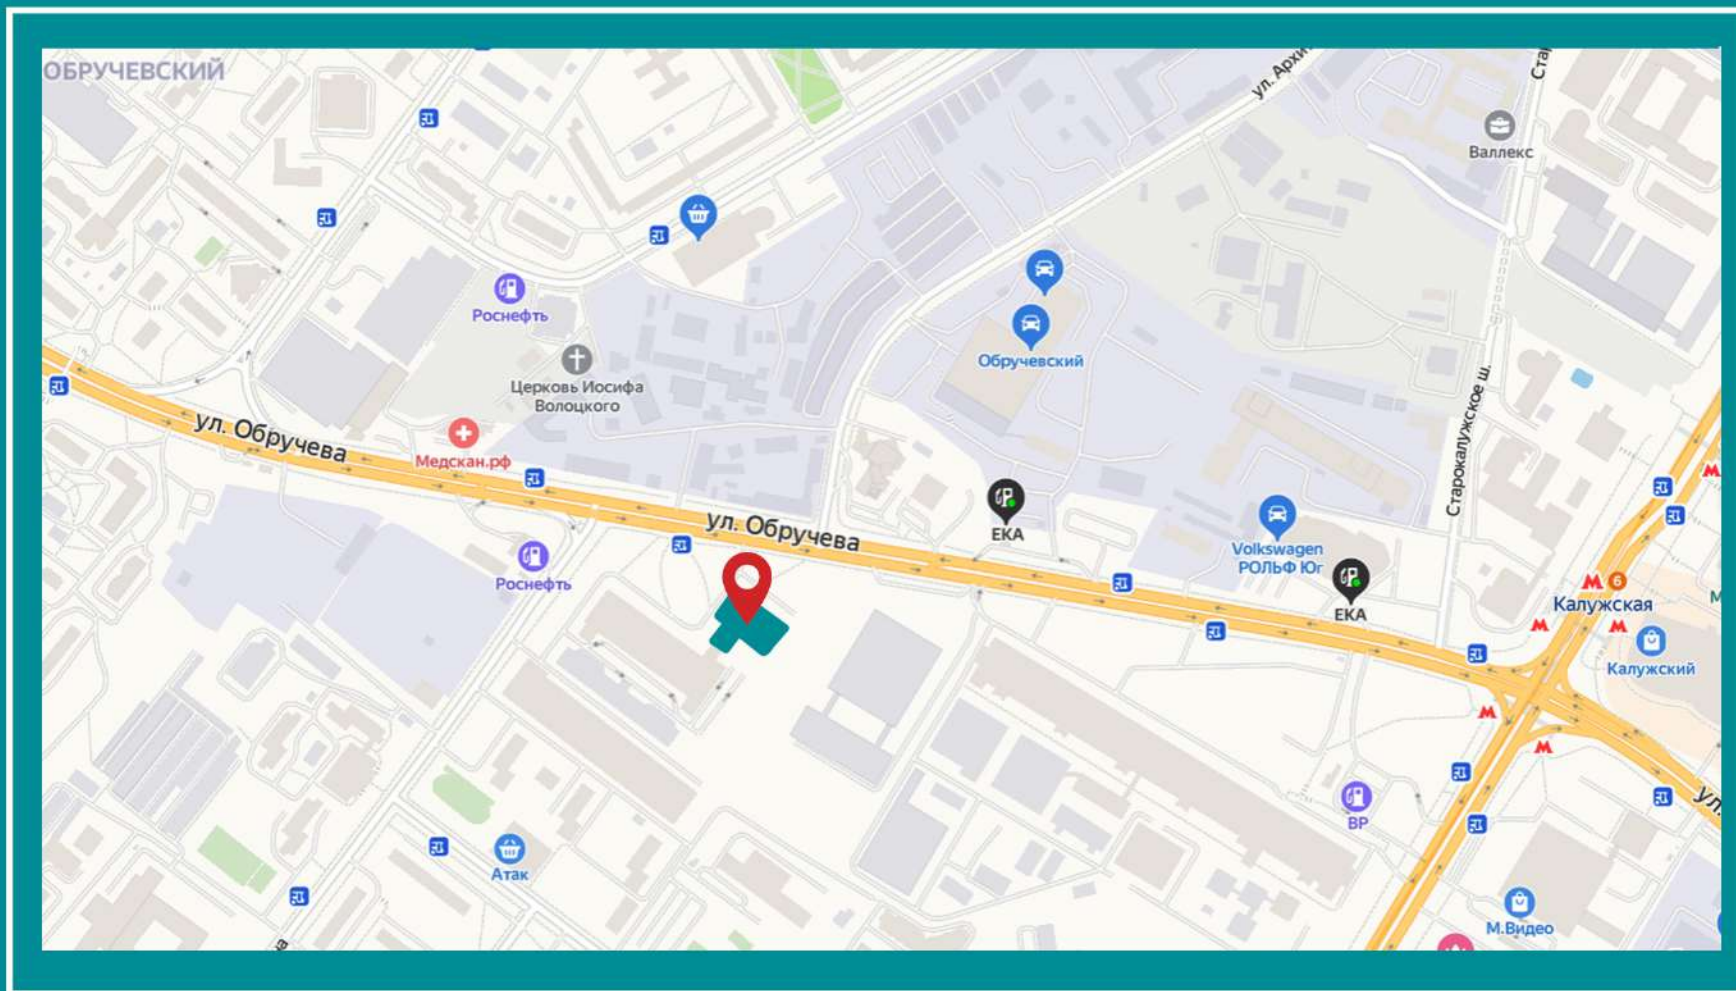 ОБРУЧЕВСКИЙ
ул. Архи
Ста
Валлекс
Роснефть
Обручевский
Церковь Иосифа
Волоцкого
ул. Обручева
Медскан.рф
Старокалужское ш.
ул. Обручева
ЕКА
Volkswagen
РОЛЬФ Юг
Роснефть
ЕКА
6
Калужская
М
Калужский
ул.
BP
Атак
М.Видео
а